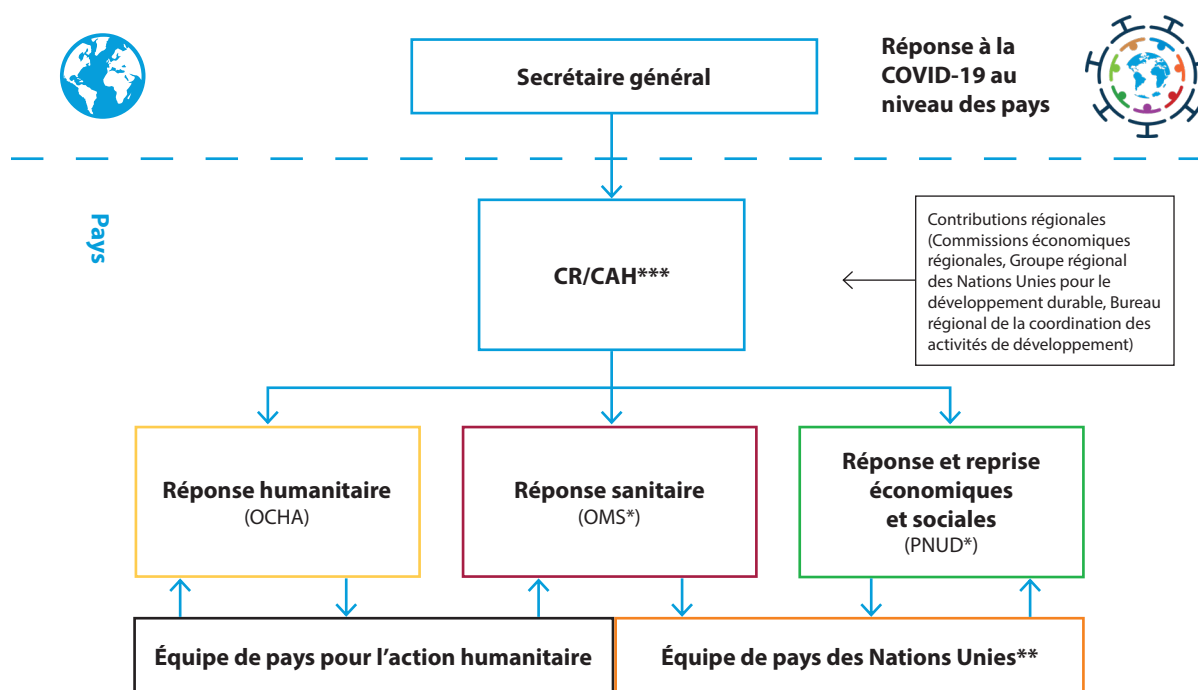 Secrétaire général
Réponse à la
COVID-19 au
niveau des pays
Pays
CR/CAH***
Contributions régionales
(Commissions économiques
régionales, Groupe régional
des Nations Unies pour le
développement durable, Bureau
régional de la coordination des
activités de développement)
Réponse humanitaire
(OCHA)
Réponse sanitaire
(OMS*)
Réponse et reprise
économiques
et sociales
(PNUD*)
Équipe de pays pour l’action humanitaire
Équipe de pays des Nations Unies**